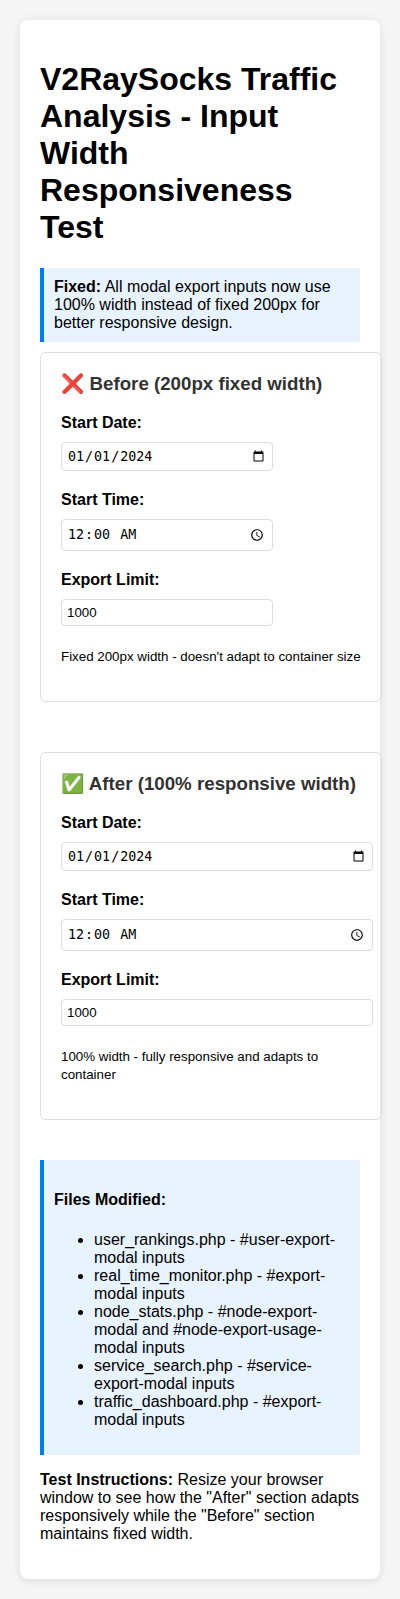 V2RaySocks Traffic
Analysis - Input
Width
Responsiveness
Test
Fixed: All modal export inputs now use
100% width instead of fixed 200px for
better responsive design.
❌ Before (200px fixed width)
Start Date:
01/01/2024
Start Time:
12:00 AM
Export Limit:
1000
Fixed 200px width - doesn't adapt to container size
✅ After (100% responsive width)
Start Date:
01/01/2024
Start Time:
12:00 AM
Export Limit:
1000
100% width - fully responsive and adapts to
container
Files Modified:
• user_rankings.php - #user-export-
modal inputs
• real_time_monitor.php - #export-
modal inputs
• node_stats.php - #node-export-
modal and #node-export-usage-
modal inputs
• service_search.php - #service-
export-modal inputs
• traffic_dashboard.php - #export-
modal inputs
Test Instructions: Resize your browser
window to see how the "After" section adapts
responsively while the "Before" section
maintains fixed width.